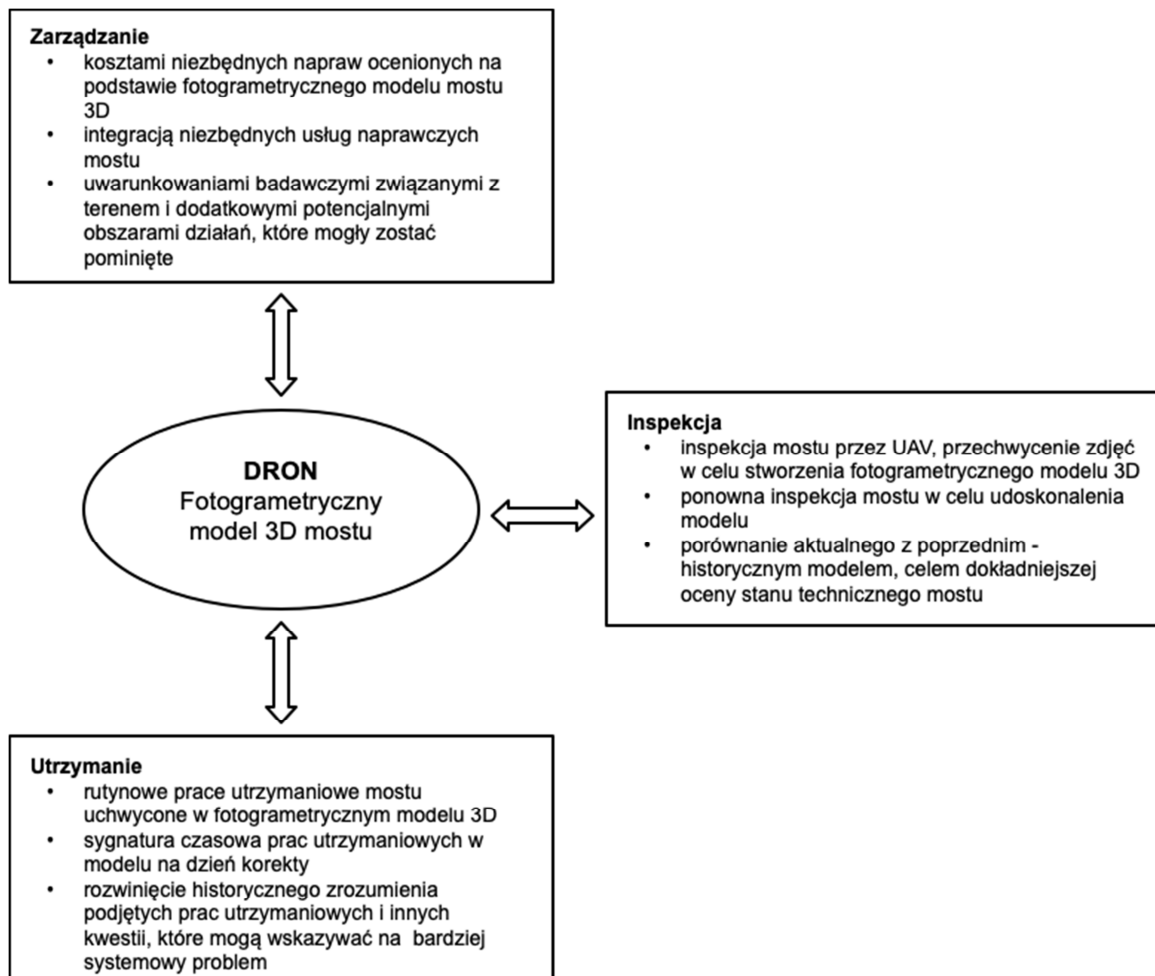 Zarządzanie
• kosztami niezbędnych napraw ocenionych na
podstawie fotogrametrycznego modelu mostu
3D
• integracją niezbędnych usług naprawczych
mostu
• uwarunkowaniami badawczymi związanymi z
terenem i dodatkowymi potencjalnymi
obszarami działań, które mogły zostać
pominięte
DRON
Fotogrametryczny
model 3D mostu
Inspekcja
• inspekcja mostu przez UAV, przechwycenie zdjęć
w celu stworzenia fotogrametrycznego modelu 3D
• ponowna inspekcja mostu w celu udoskonalenia
modelu
• porównanie aktualnego z poprzednim -
historycznym modelem, celem dokładniejszej
oceny stanu technicznego mostu
Utrzymanie
• rutynowe prace utrzymaniowe mostu
uchwycone w fotogrametrycznym modelu 3D
• sygnatura czasowa prac utrzymaniowych w
modelu na dzień korekty
• rozwinięcie historycznego zrozumienia
podjętych prac utrzymaniowych i innych
kwestii, które mogą wskazywać na bardziej
systemowy problem